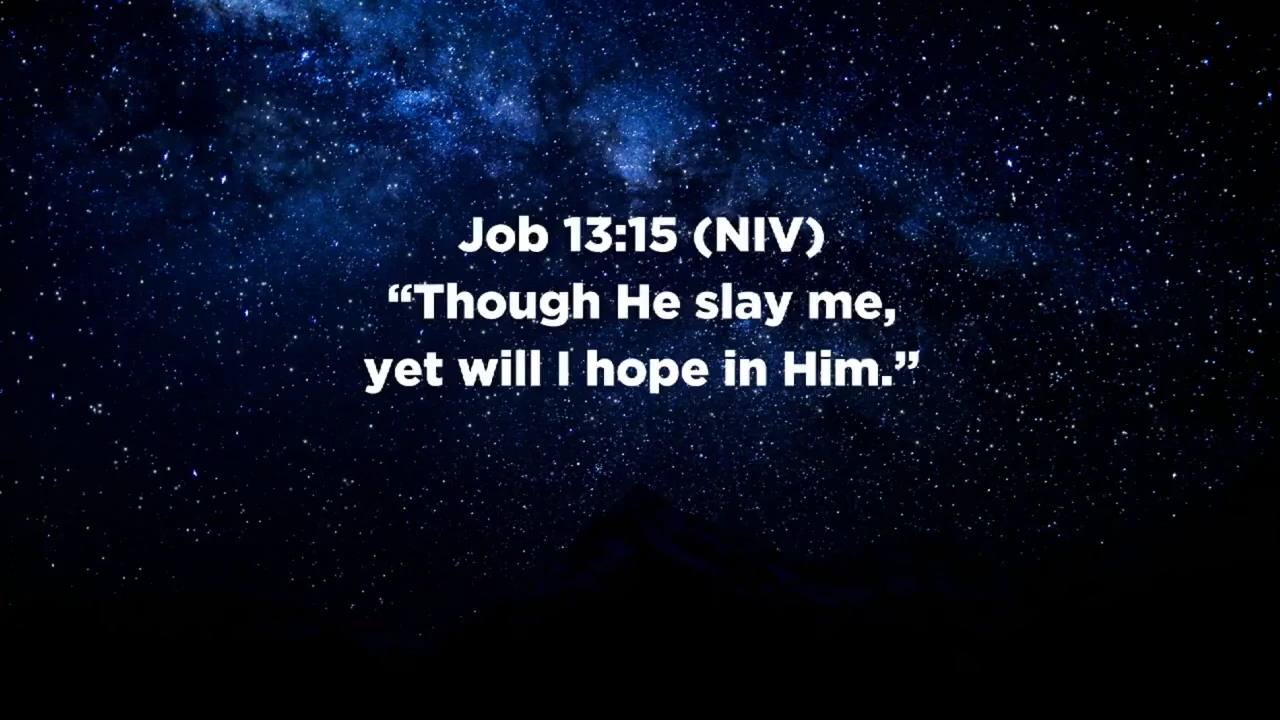 Job 13:15 (NIV)
“Though He slay me,
yet will I hope in Him.”